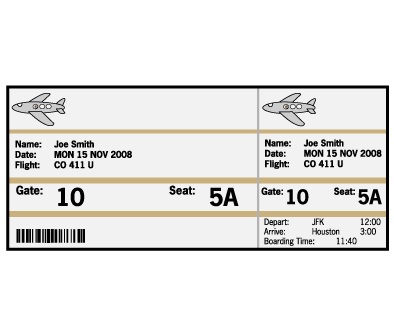 Name: Joe Smith
Date: MON 15 NOV 2008
Flight: CO 411 U
Gate: 10 Seat: 5A
Name: Joe Smith
Date: MON 15 NOV 2008
Flight: CO 411 U
Gate: 10 Seat: 5A
Depart: JFK 12:00
Arrive: Houston 3:00
Boarding Time: 11:40